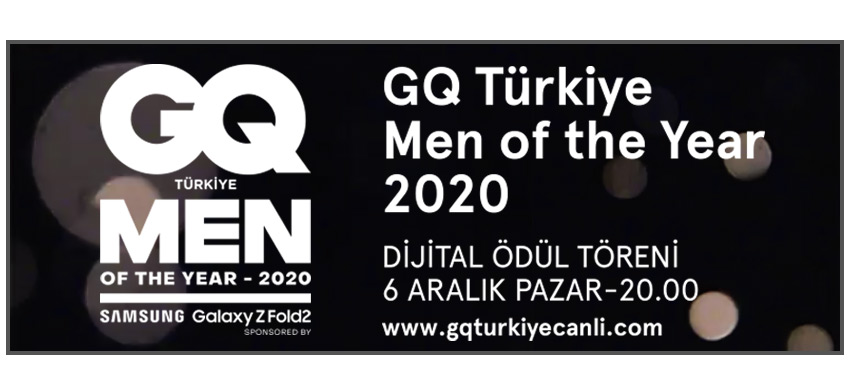 GQ
TÜRKİYE
MEN
OF THE YEAR - 2020
SAMSUNG Galaxy Z Fold2
SPONSORED BY
GQ Türkiye
Men of the Year
2020
DİJİTAL ÖDÜL TÖRENİ
6 ARALIK PAZAR-20.00
www.gqturkiyecanli.com